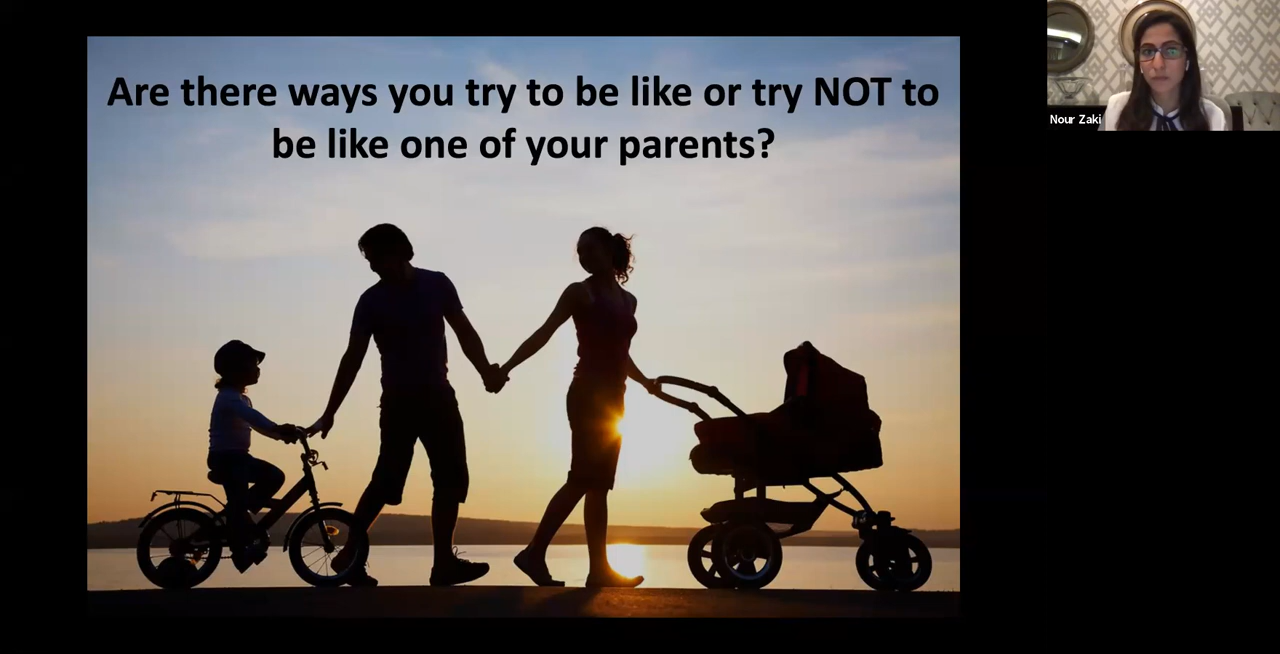 Are there ways you try to be like or try NOT to
be like one of your parents?
Nour Zaki